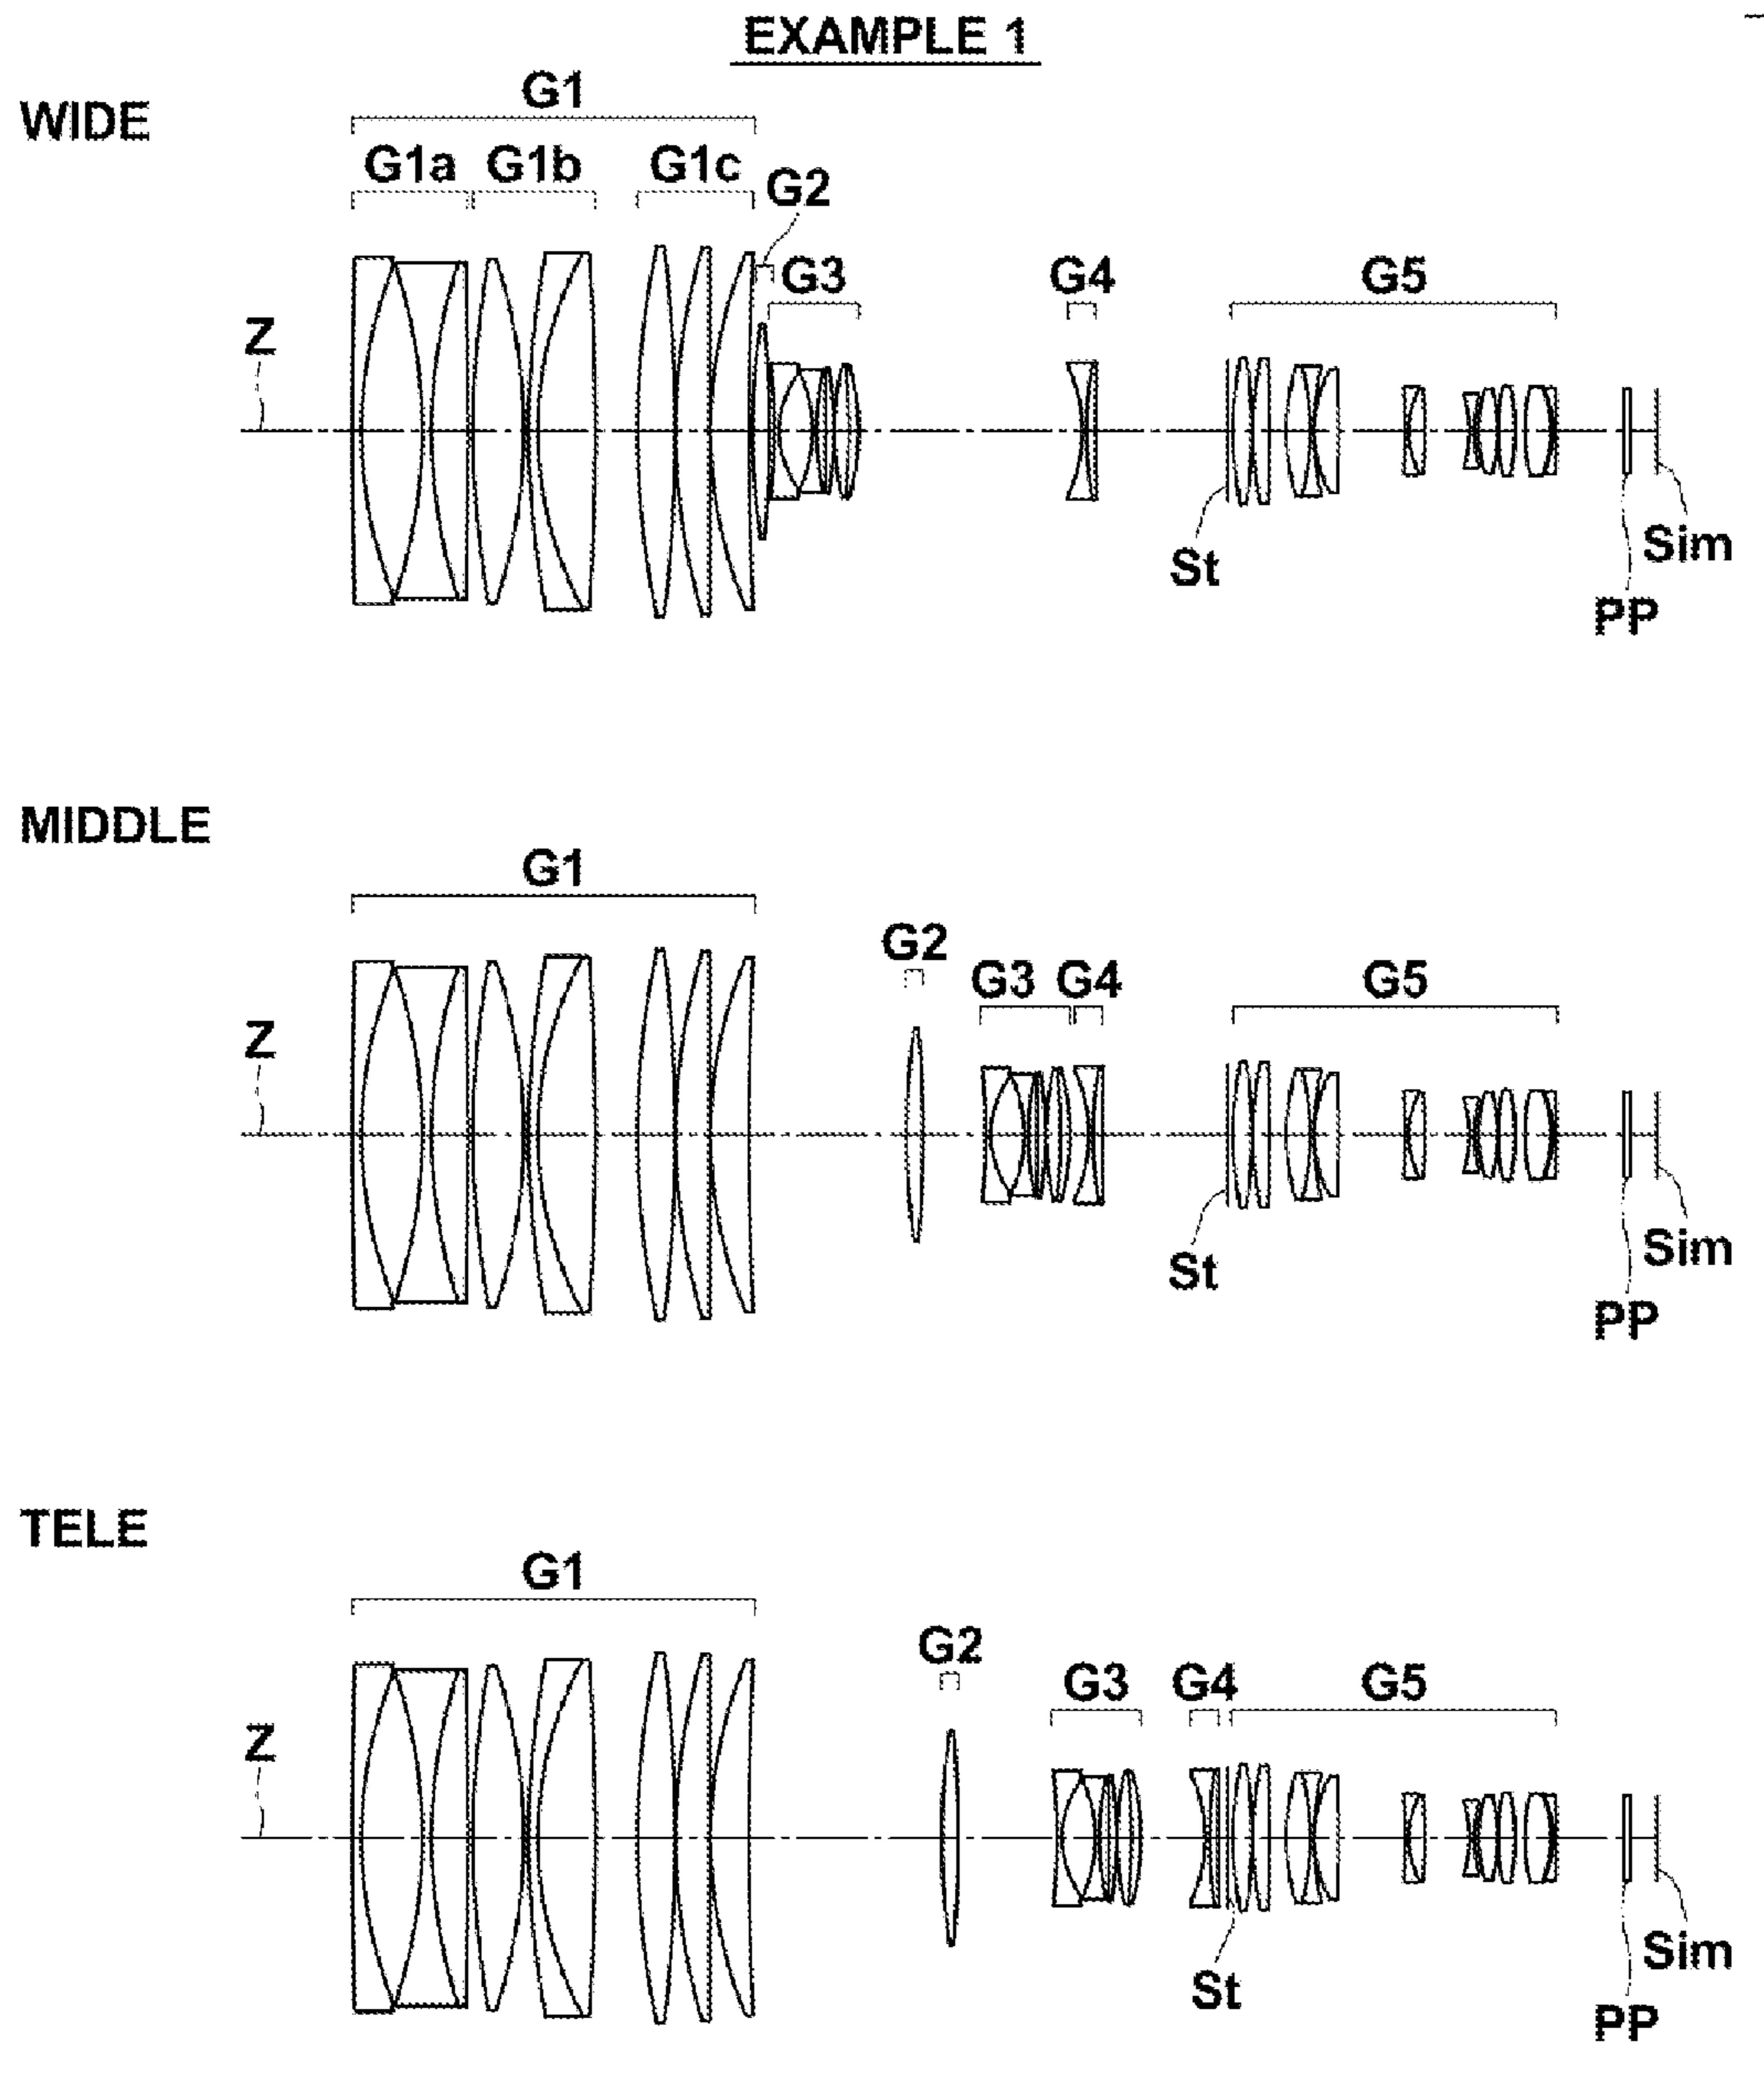 EXAMPLE 1
WIDE
G1
G1a G1b G1c
G2
G3 G4 G5
Z
St
Sim
PP
MIDDLE
G1
G2
G3 G4 G5
Z
St
Sim
PP
TELE
G1
G2
G3 G4 G5
Z
St
Sim
PP